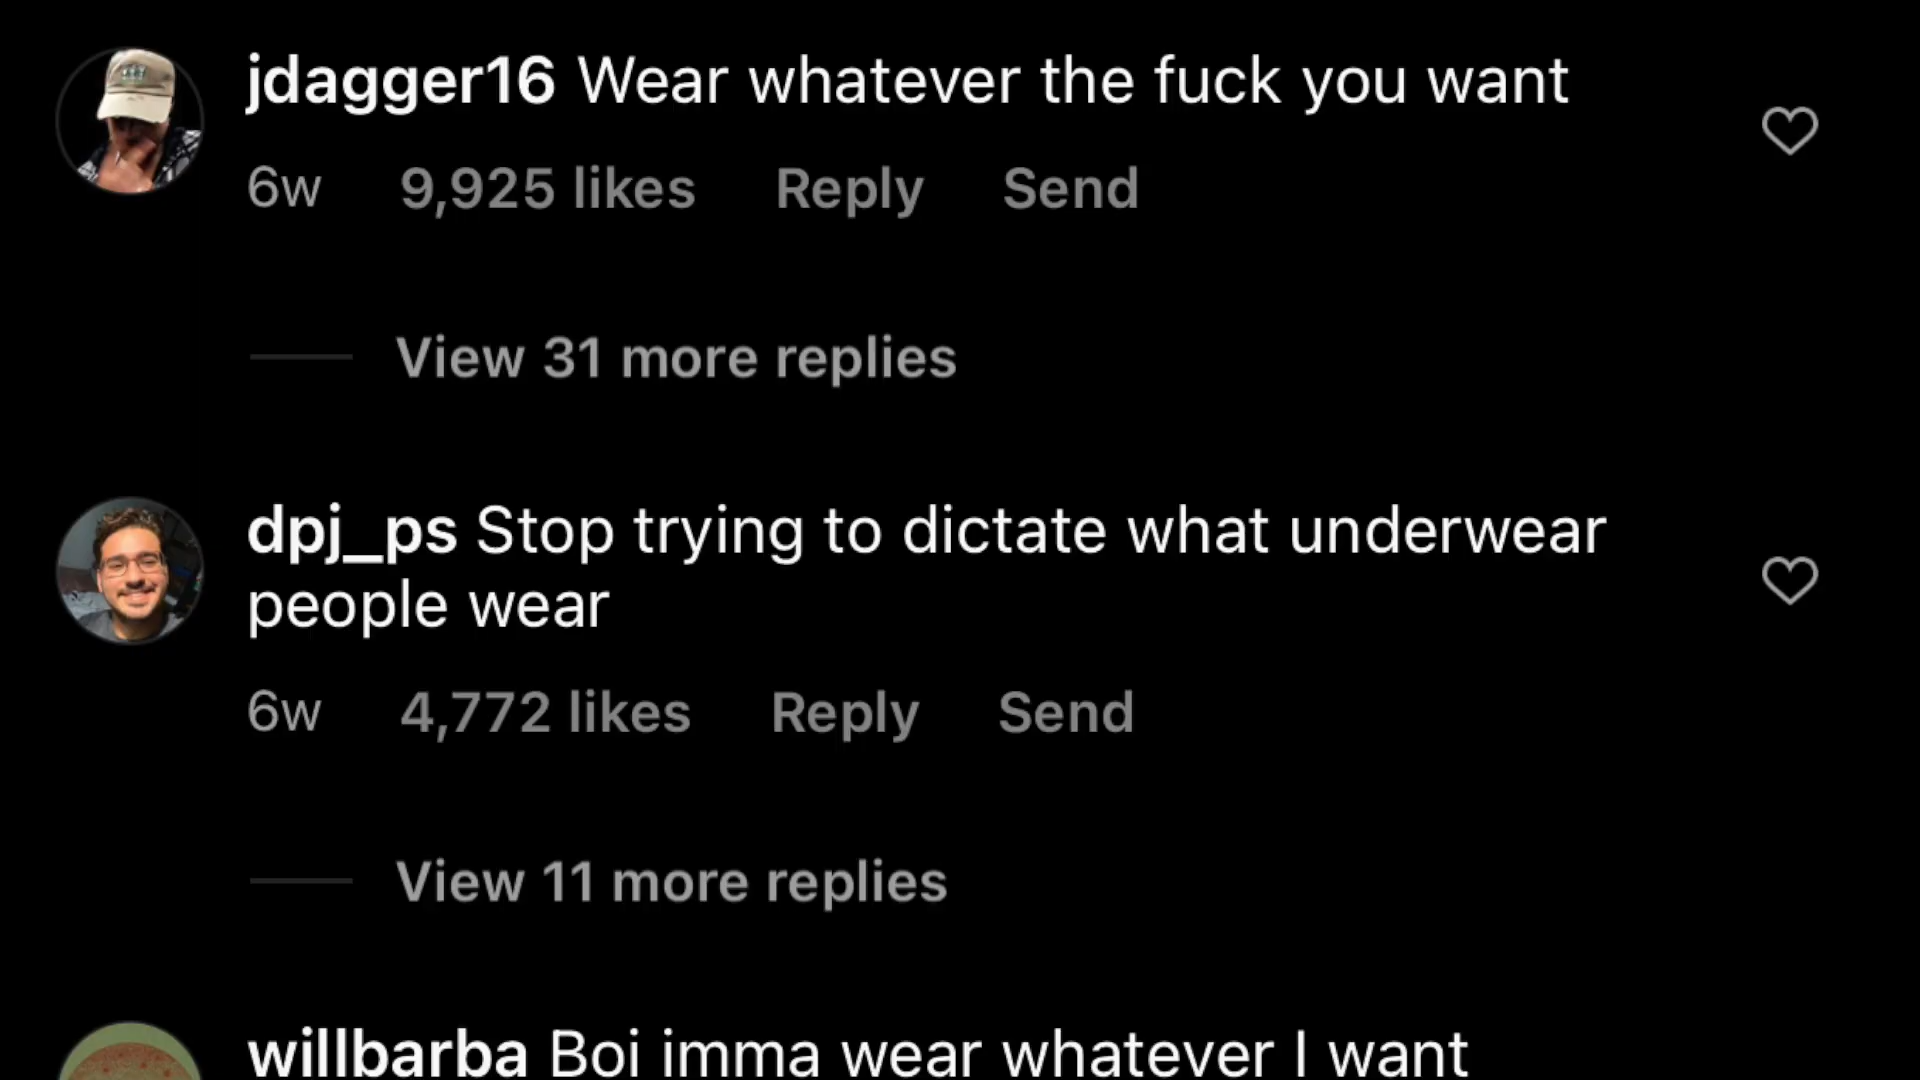 jdagger16 Wear whatever the fuck you want
6w 9,925 likes Reply Send
View 31 more replies
dpj_ps Stop trying to dictate what underwear
people wear
6w 4,772 likes Reply Send
View 11 more replies
willbarba Boi imma wear whatever I want